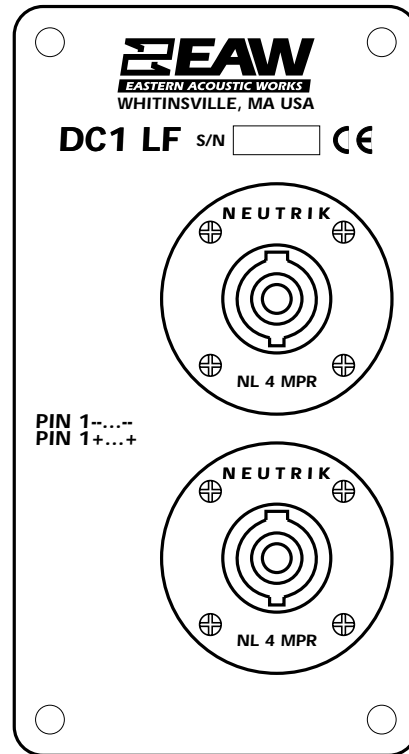 EAW
EASTERN ACOUSTIC WORKS
WHITINSVILLE, MA USA
DC1 LF S/N CE
NEUTRIK
NL 4 MPR
PIN 1--...--
PIN 1+...+
NEUTRIK
NL 4 MPR